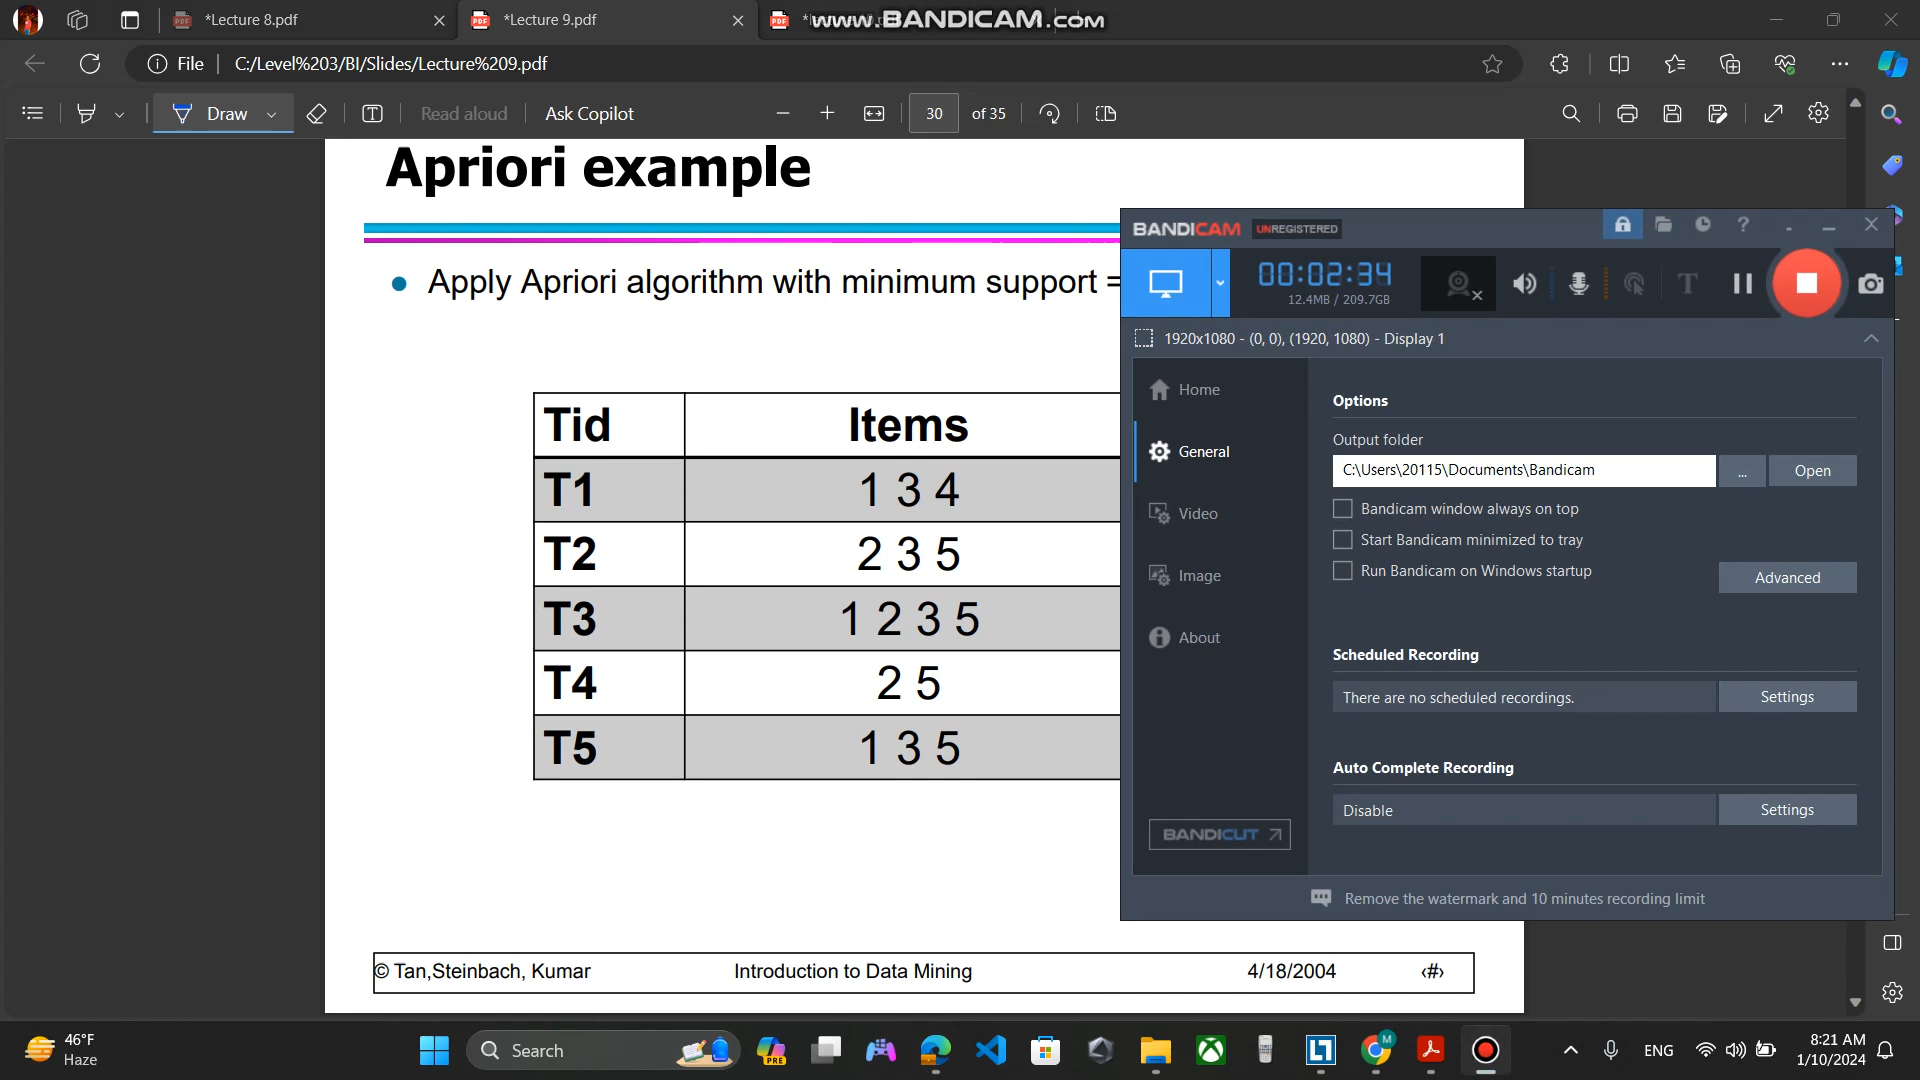 *Lecture 8.pdf
*Lecture 9.pdf
www.BANDICAM.com
File
C:/Level%203/BI/Slides/Lecture%209.pdf
Draw
Read aloud
Ask Copilot
30
of 35
Apriori example
Apply Apriori algorithm with minimum support =
Tid Items
T1 1 3 4
T2 2 3 5
T3 1 2 3 5
T4 2 5
T5 1 3 5
© Tan,Steinbach, Kumar
Introduction to Data Mining
4/18/2004
‹#›
BANDICAM UNREGISTERED
00:02:34
12.4MB / 209.7GB
1920x1080 - (0, 0), (1920, 1080) - Display 1
Home
General
Video
Image
About
BANDICUT
Options
Output folder
C:\Users\20115\Documents\Bandicam
...
Open
Bandicam window always on top
Start Bandicam minimized to tray
Run Bandicam on Windows startup
Advanced
Scheduled Recording
There are no scheduled recordings.
Settings
Auto Complete Recording
Disable
Settings
Remove the watermark and 10 minutes recording limit
46°F
Haze
Search
PRE
M
ENG
8:21 AM
1/10/2024